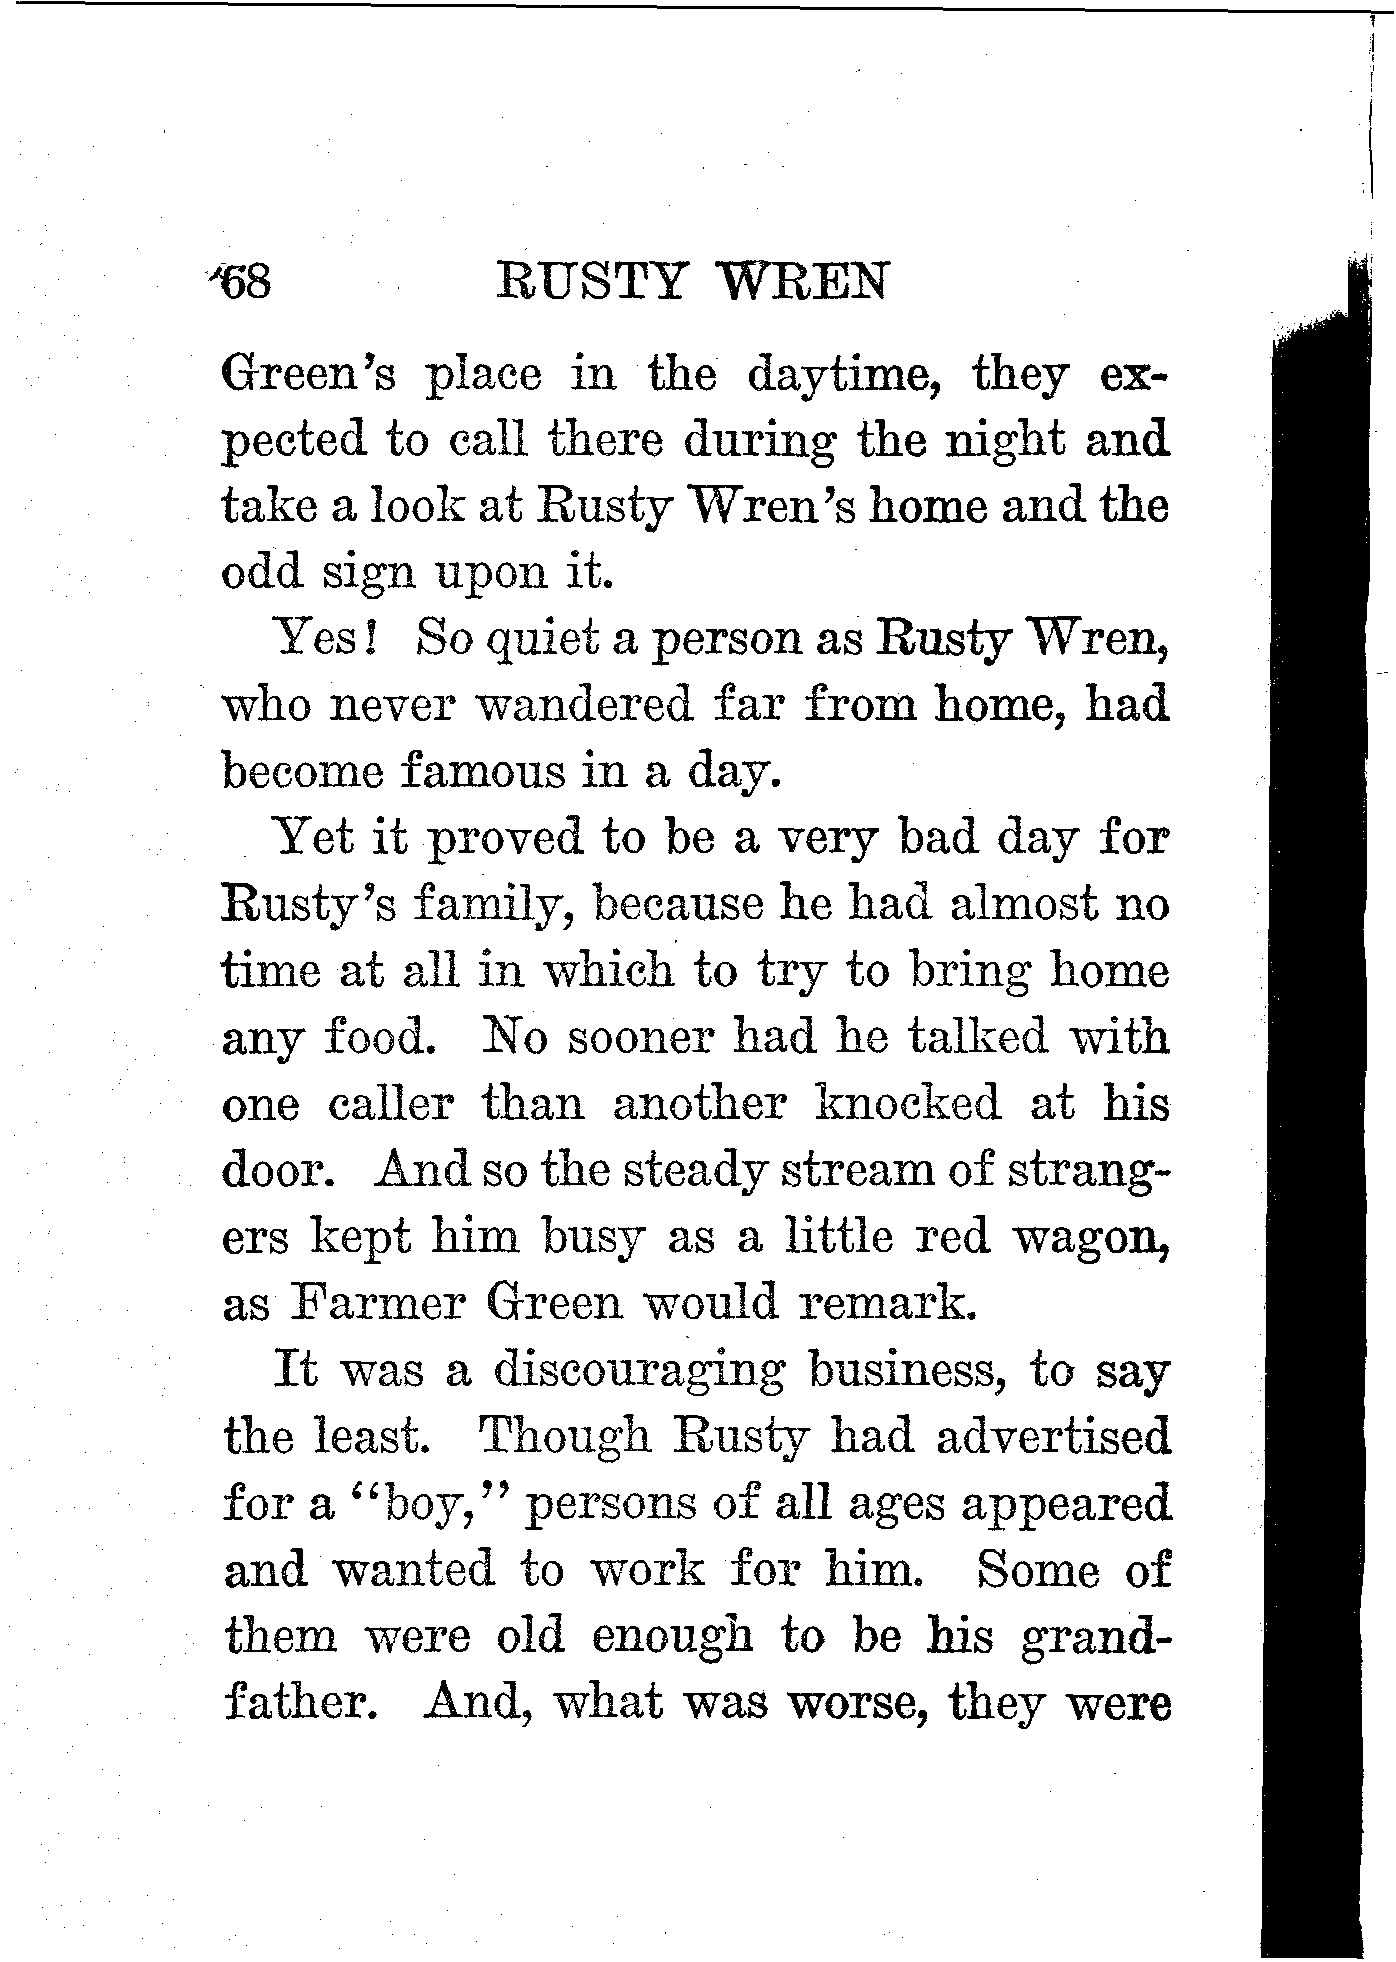 68 RUSTY WREN
Green's place in the daytime, they ex-
pected to call there during the night and
take a look at Rusty Wren's home and the
odd sign upon it.
Yes! So quiet a person as Rusty Wren,
who never wandered far from home, had
become famous in a day.
Yet it proved to be a very bad day for
Rusty's family, because he had almost no
time at all in which to try to bring home
any food. No sooner had he talked with
one caller than another knocked at his
door. And so the steady stream of strang-
ers kept him busy as a little red wagon,
as Farmer Green would remark.
It was a discouraging business, to say
the least. Though Rusty had advertised
for a "boy," persons of all ages appeared
and wanted to work for him. Some of
them were old enough to be his grand-
father. And, what was worse, they were